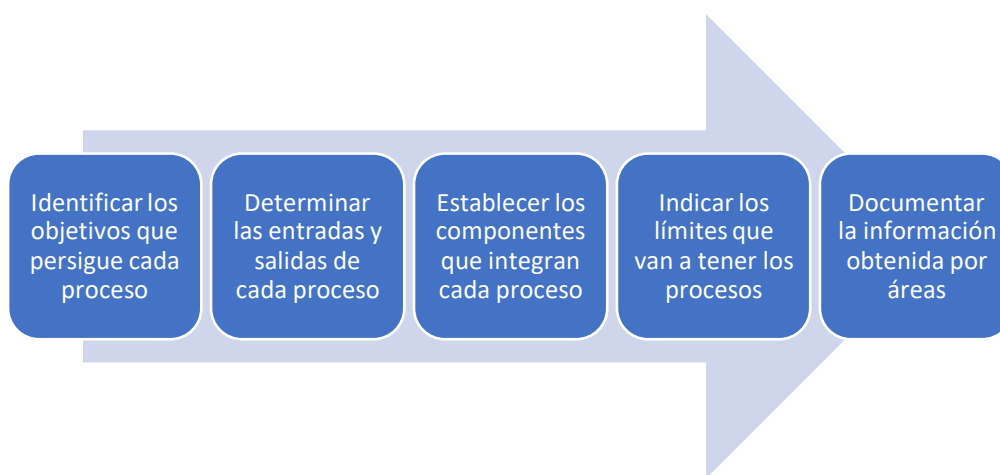 Identificar los
objetivos que
persigue cada
proceso
Determinar
las entradas y
salidas de
cada proceso
Establecer los
componentes
que integran
cada proceso
Indicar los
límites que
van a tener los
procesos
Documentar
la información
obtenida por
áreas